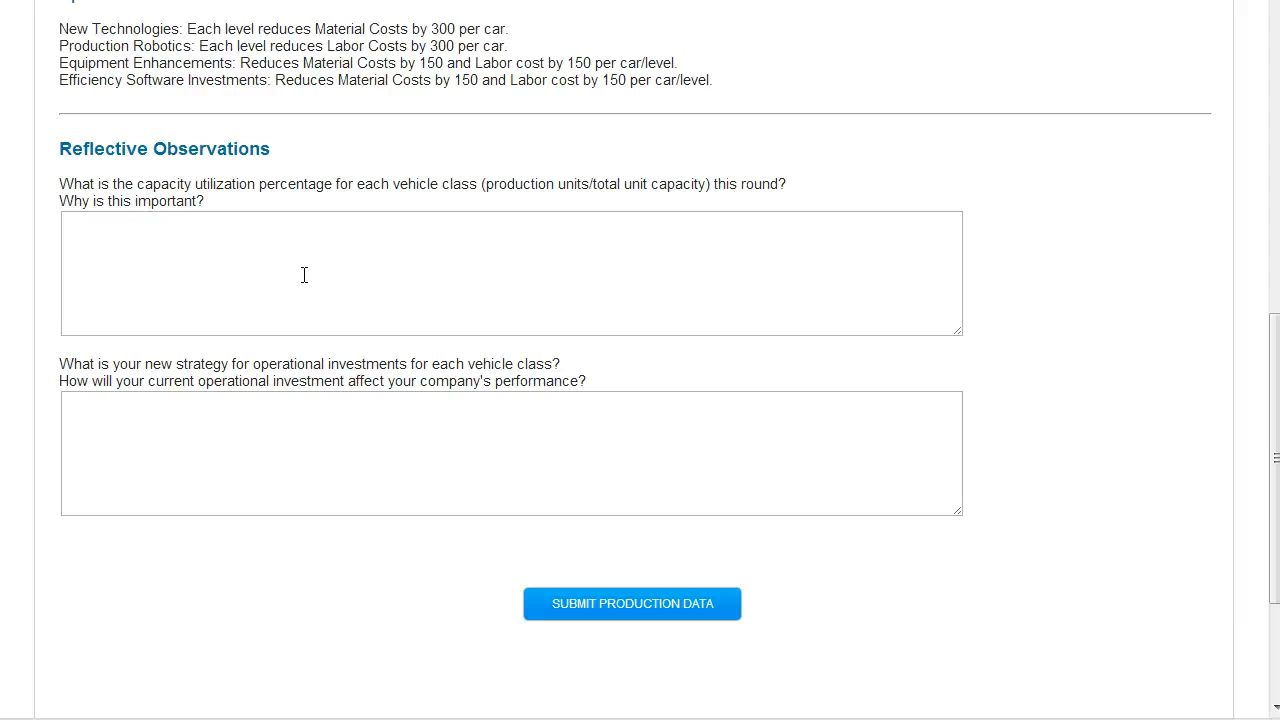 New Technologies: Each level reduces Material Costs by 300 per car.
Production Robotics: Each level reduces Labor Costs by 300 per car.
Equipment Enhancements: Reduces Material Costs by 150 and Labor cost by 150 per car/level.
Efficiency Software Investments: Reduces Material Costs by 150 and Labor cost by 150 per car/level.
Reflective Observations
What is the capacity utilization percentage for each vehicle class (production units/total unit capacity) this round?
Why is this important?
What is your new strategy for operational investments for each vehicle class?
How will your current operational investment affect your company's performance?
SUBMIT PRODUCTION DATA